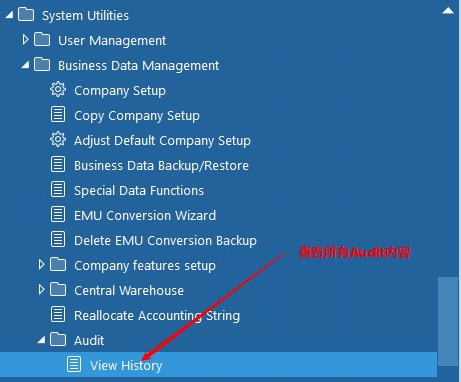 System Utilities
User Management
Business Data Management
Company Setup
Copy Company Setup
Adjust Default Company Setup
Business Data Backup/Restore
Special Data Functions
EMU Conversion Wizard
Delete EMU Conversion Backup
查看所有Audit内容
Company features setup
Central Warehouse
Reallocate Accounting String
Audit
View History